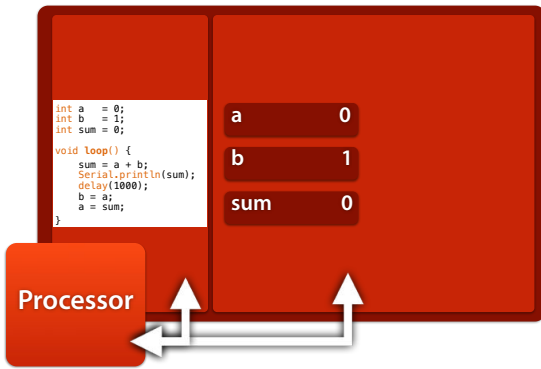 int a   = 0;
int b   = 1;
int sum = 0;
void loop() {
    sum = a + b;
    Serial.println(sum);
    delay(1000);
    b = a;
    a = sum;
}
a 0
b 1
sum 0
Processor